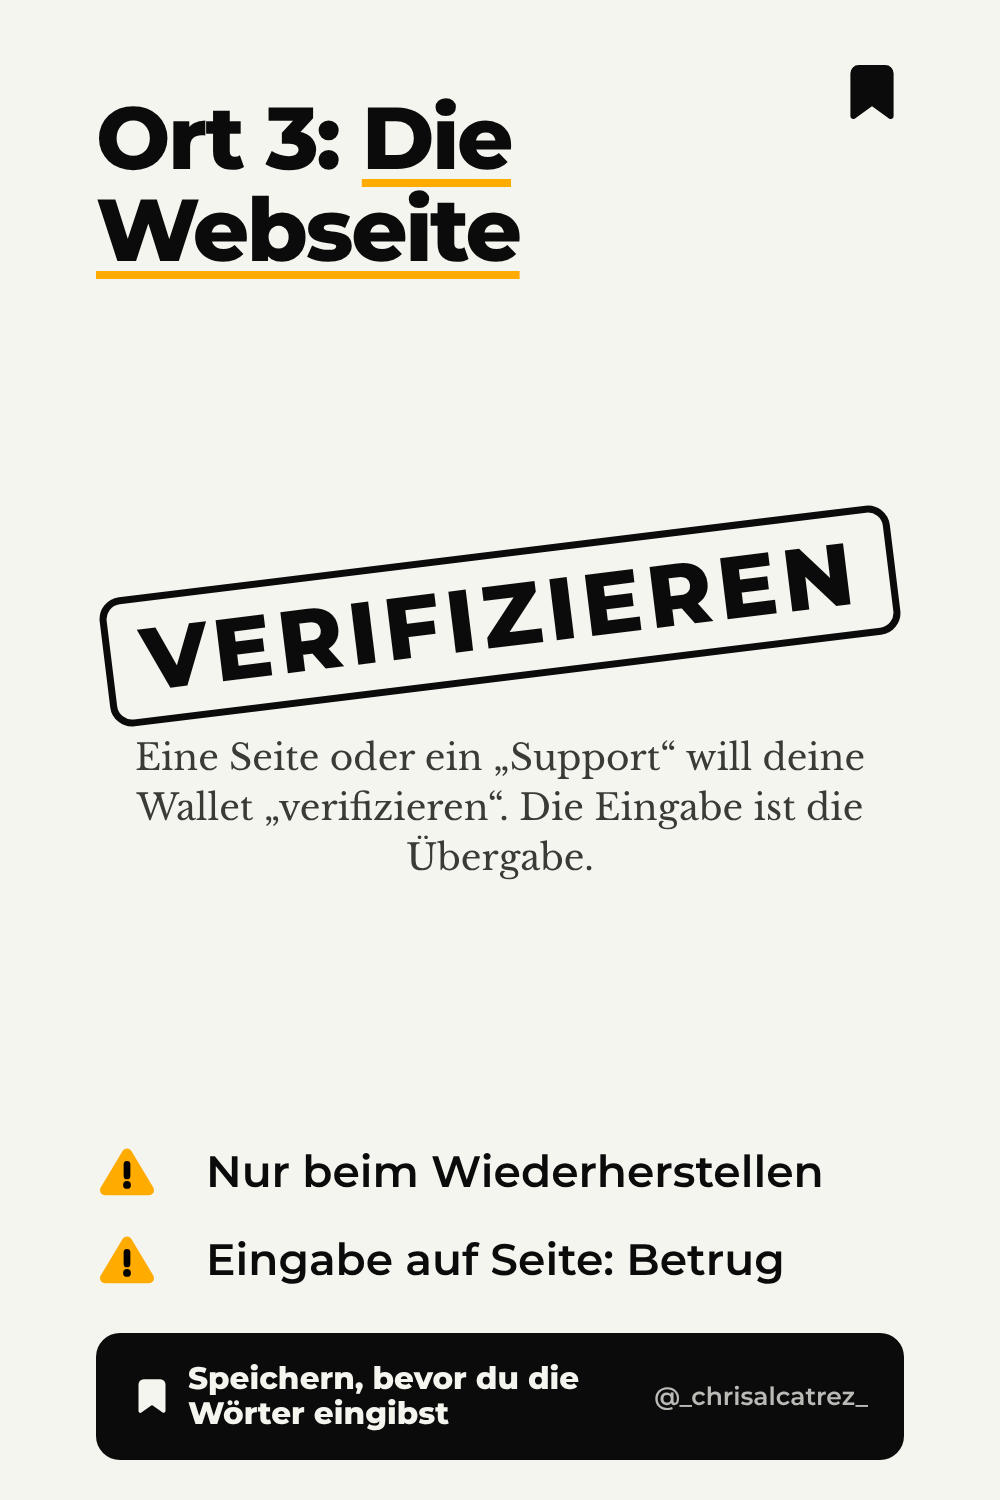 Ort 3: Die
Webseite
VERIFIZIEREN
Eine Seite oder ein „Support“ will deine
Wallet „verifizieren“. Die Eingabe ist die
Übergabe.
Nur beim Wiederherstellen
Eingabe auf Seite: Betrug
Speichern, bevor du die
Wörter eingibst
@_chrisalcatrez_